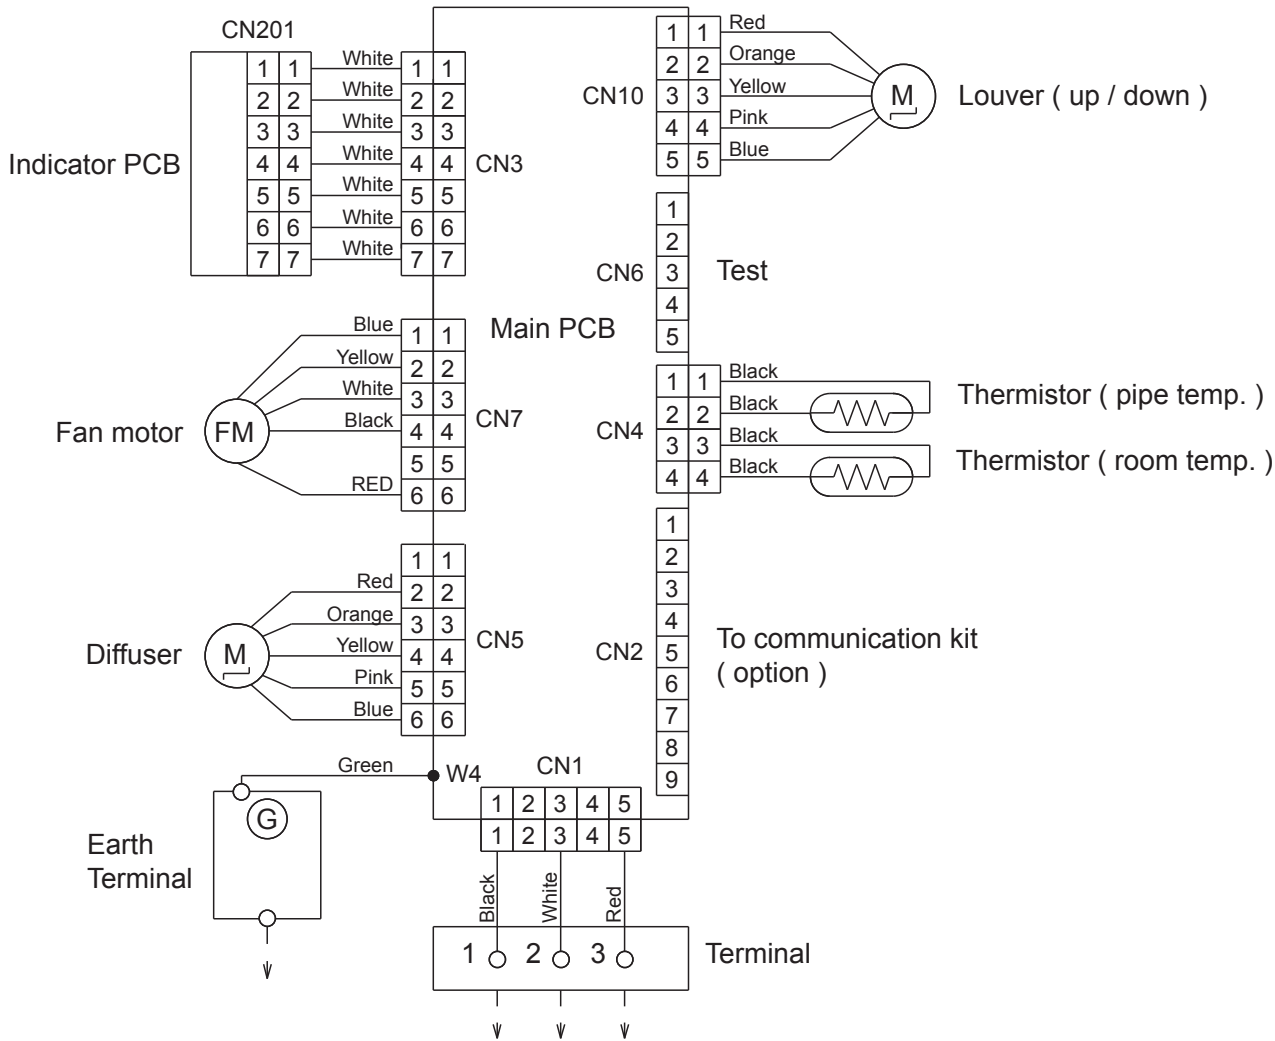 CN201
Indicator PCB
1 1 White 1 1
2 2 White 2 2
3 3 White 3 3
4 4 White 4 4
5 5 White 5 5
6 6 White 6 6
7 7 White 7 7
CN3
Main PCB
Fan motor
FM
Blue 1 1
Yellow 2 2
White 3 3
Black 4 4
5 5
RED 6 6
CN7
Diffuser
M
1 1
Red 2 2
Orange 3 3
Yellow 4 4
Pink 5 5
Blue 6 6
CN5
Green
W4
G
Earth
Terminal
CN10
1 1 Red
2 2 Orange
3 3 Yellow
4 4 Pink
5 5 Blue
M
Louver ( up / down )
CN6
1
2
3
4
5
Test
CN4
1 1 Black
2 2 Black
3 3 Black
4 4 Black
Thermistor ( pipe temp. )
Thermistor ( room temp. )
CN2
1
2
3
4
5
6
7
8
9
To communication kit
( option )
CN1
1 2 3 4 5
1 2 3 4 5
Black White Red
1 2 3
Terminal